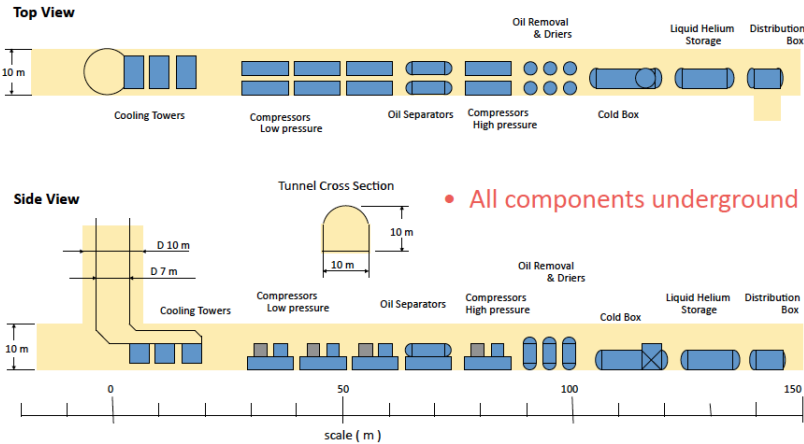 Top View
Oil Removal
& Driers
Liquid Helium
Storage
Distribution
Box
10 m
Cooling Towers
Compressors
Low pressure
Oil Separators
Compressors
High pressure
Cold Box
Side View
Tunnel Cross Section
• All components underground
10 m
10 m
D 10 m
D 7 m
Oil Removal
& Driers
Cooling Towers
Compressors
Low pressure
Oil Separators
Compressors
High pressure
Cold Box
Liquid Helium
Storage
Distribution
Box
10 m
0
50
100
150
scale ( m )